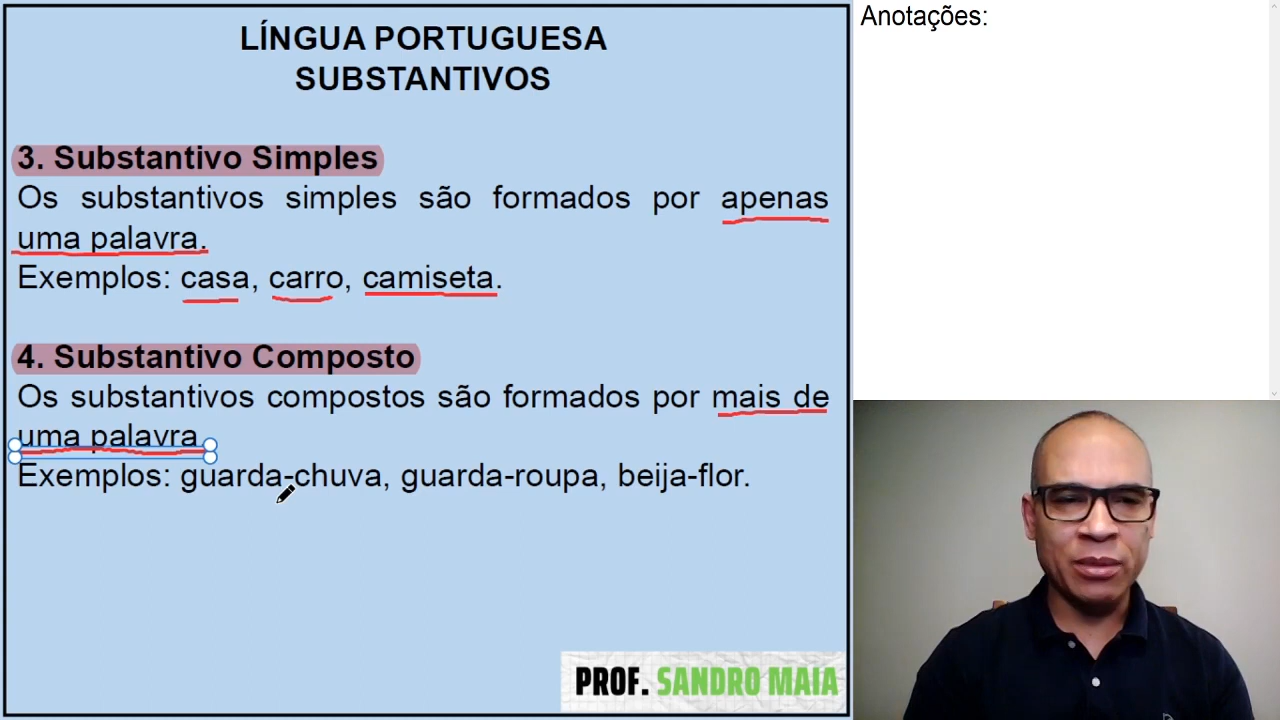 LÍNGUA PORTUGUESA
SUBSTANTIVOS
3. Substantivo Simples
Os substantivos simples são formados por apenas
uma palavra.
Exemplos: casa, carro, camiseta.
4. Substantivo Composto
Os substantivos compostos são formados por mais de
uma palavra.
Exemplos: guarda-chuva, guarda-roupa, beija-flor.
PROF. SANDRO MAIA
Anotações: